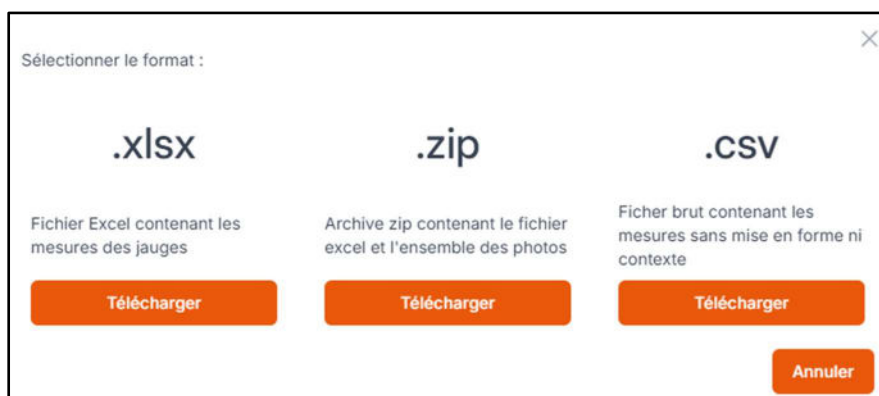 Sélectionner le format :
.xlsx
Fichier Excel contenant les
mesures des jauges
Télécharger
.zip
Archive zip contenant le fichier
excel et l'ensemble des photos
Télécharger
.csv
Ficher brut contenant les
mesures sans mise en forme ni
contexte
Télécharger
Annuler